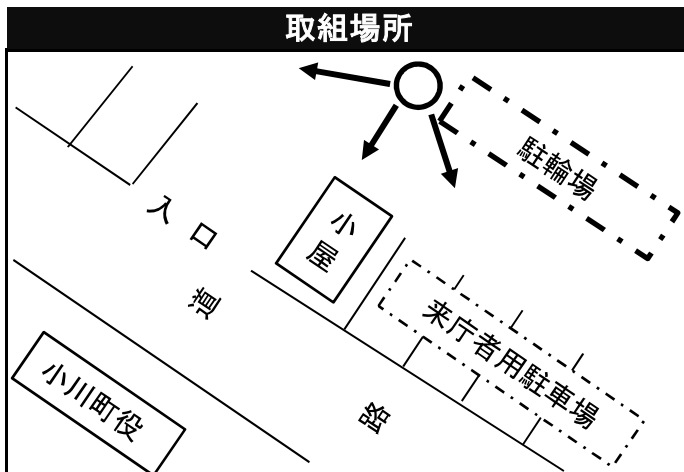 取組場所
駐輪場
小屋
入口
道路
来庁者用駐車場
小川町役